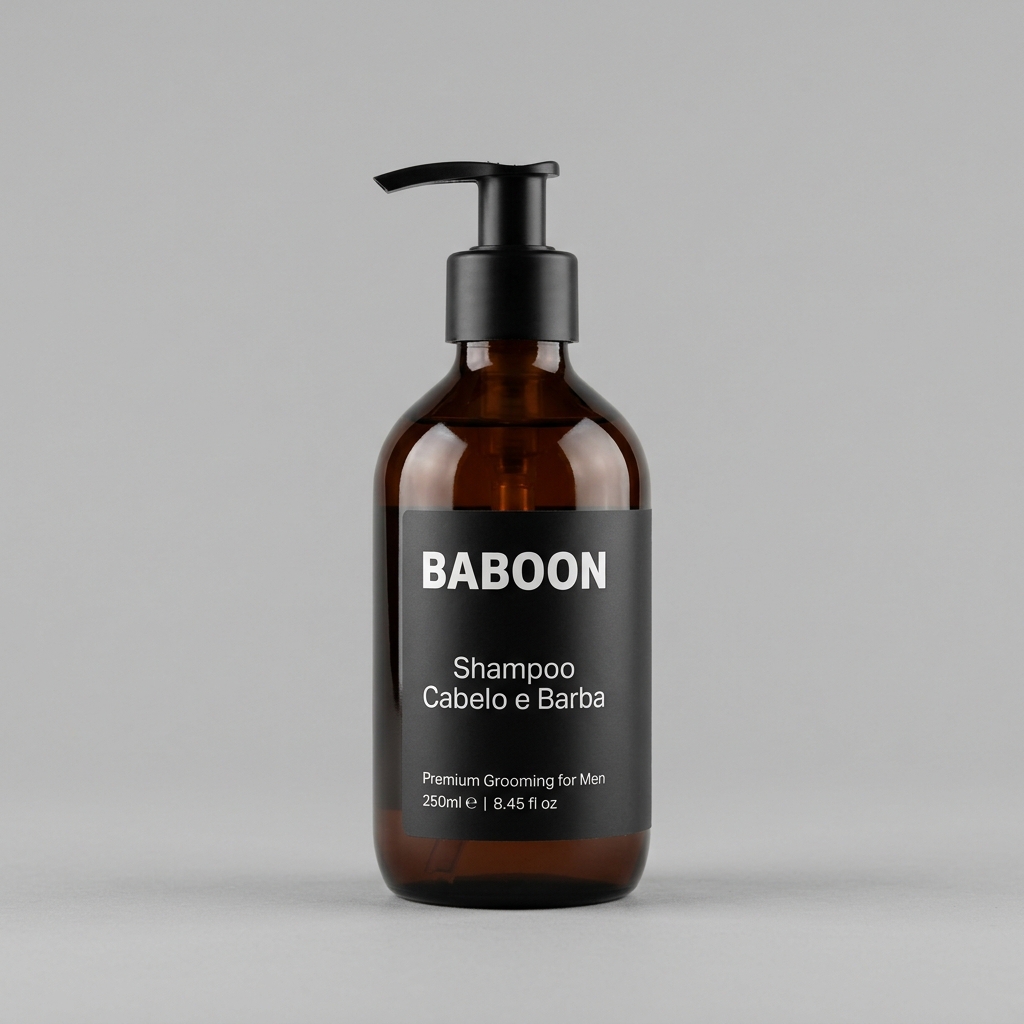 BABOON
Shampoo
Cabelo e Barba
Premium Grooming for Men
250ml ℮ | 8.45 fl oz